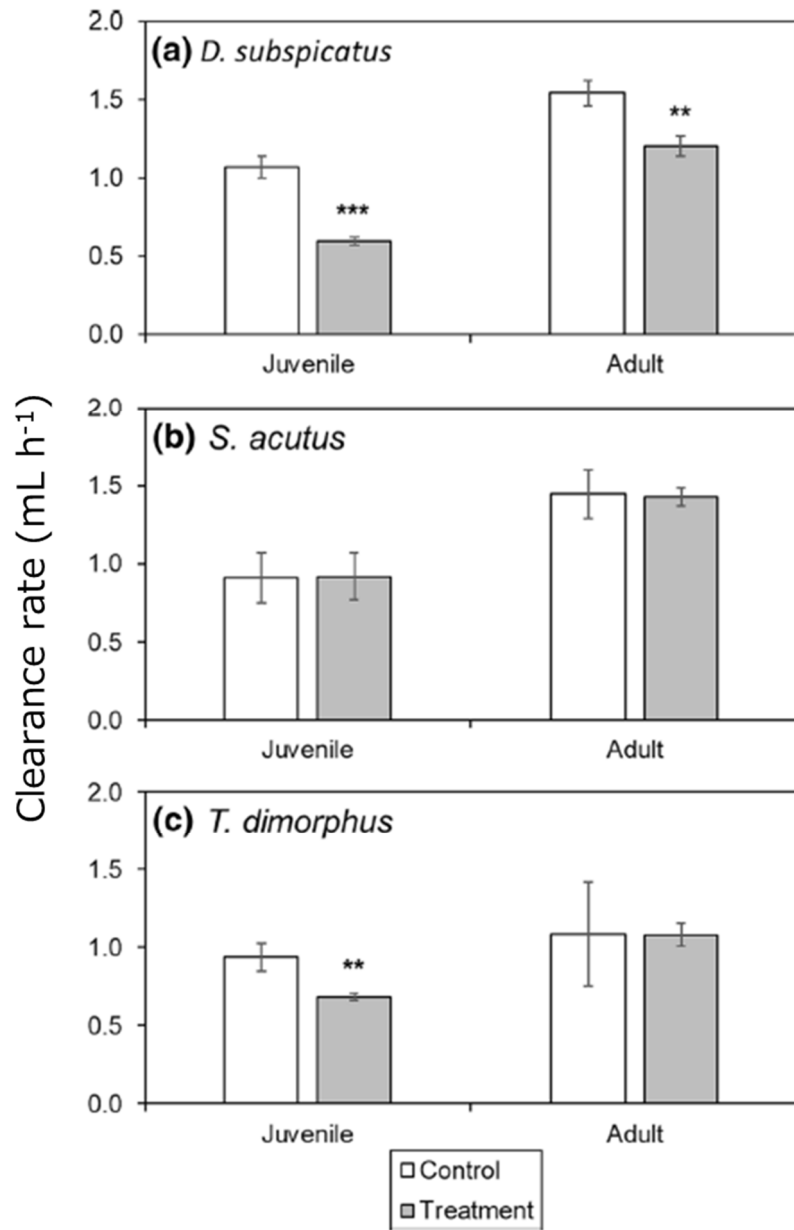 Clearance rate (mL h⁻¹)
2.0
(a) D. subspicatus
1.5
**
1.0
***
0.5
0.0
Juvenile Adult
2.0
(b) S. acutus
1.5
1.0
0.5
0.0
Juvenile Adult
2.0
(c) T. dimorphus
1.5
1.0
**
0.5
0.0
Juvenile Adult
Control
Treatment